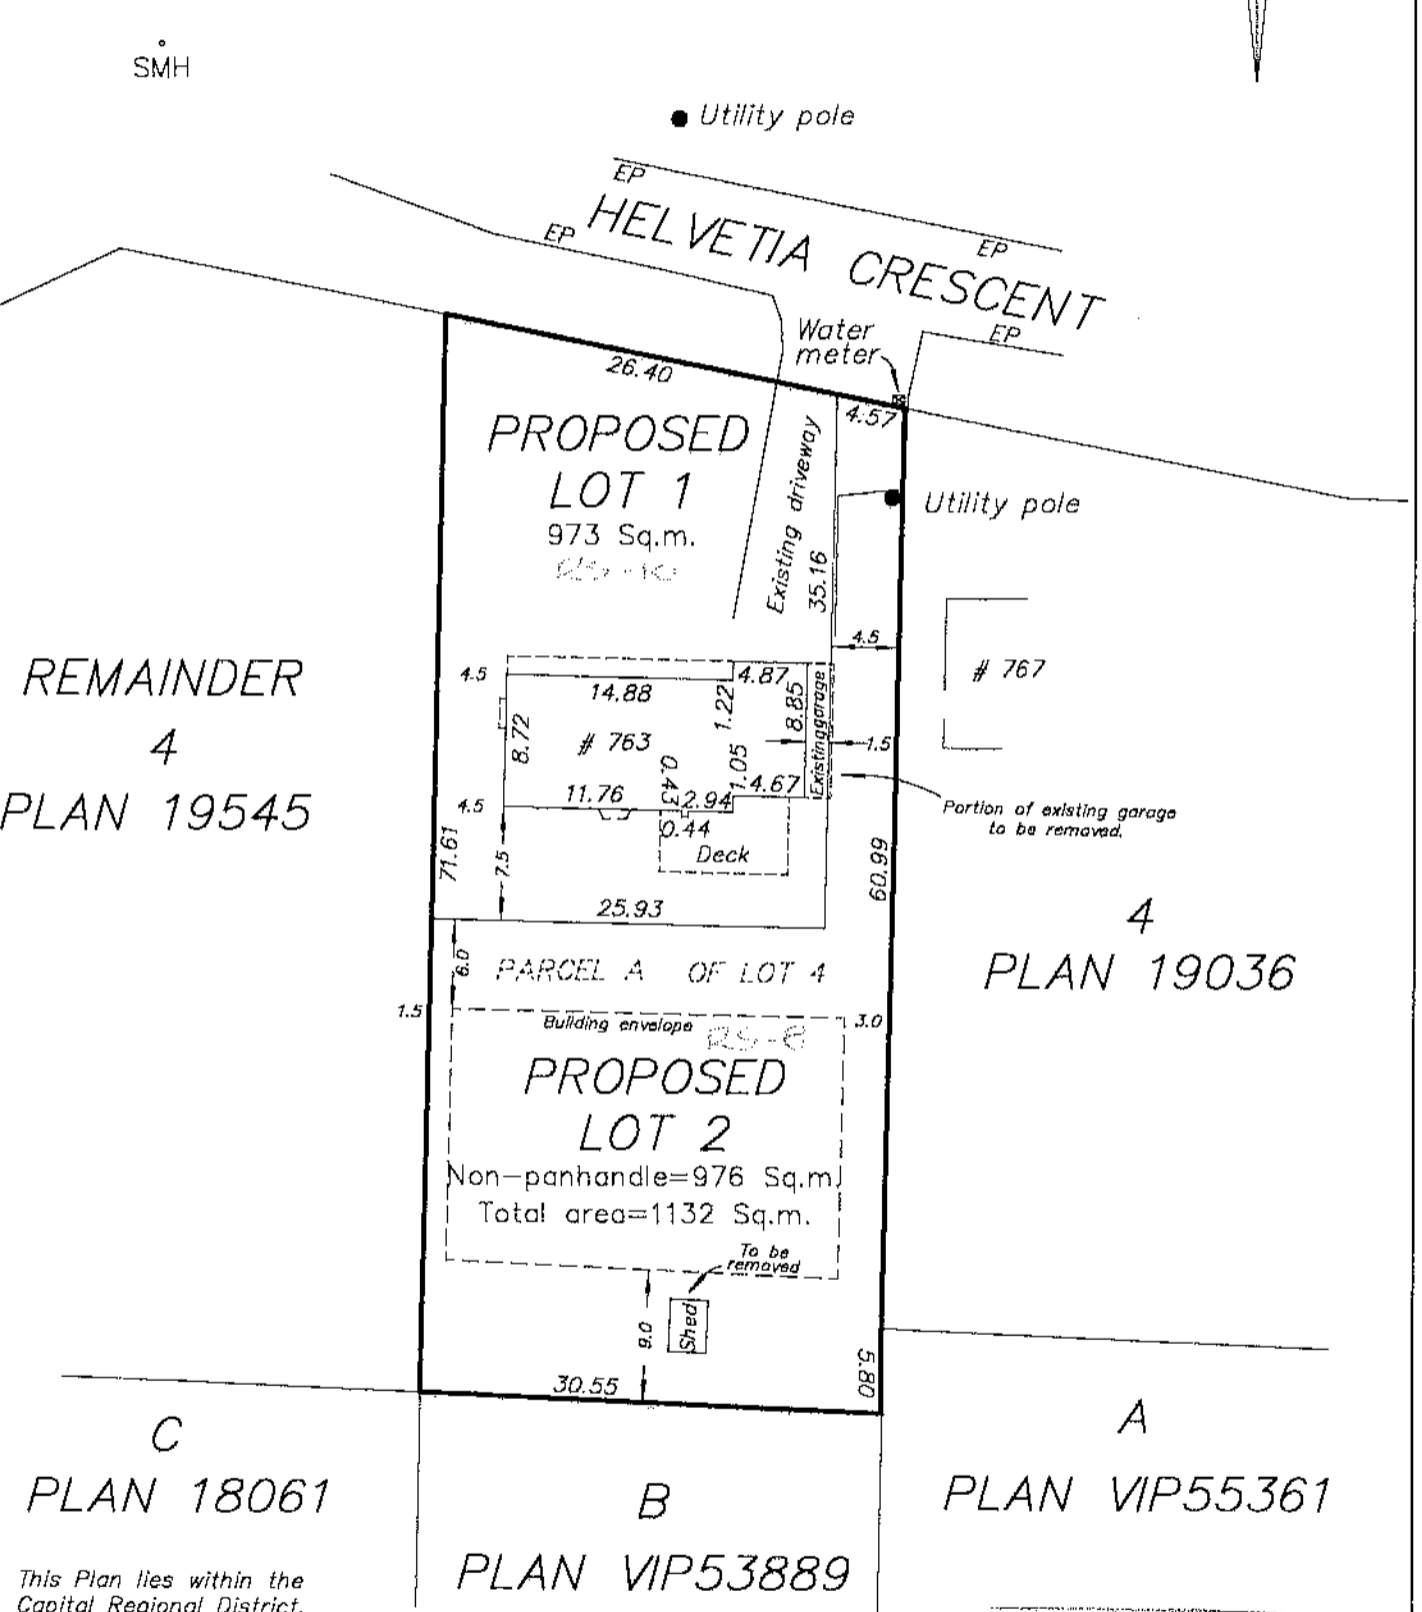 SMH
Utility pole
EP
HELVETIA CRESCENT
EP
EP
EP
Water
meter
26.40
4.57
PROPOSED
LOT 1
973 Sq.m.
Existing driveway
35.16
Utility pole
4.5
# 767
REMAINDER
4
PLAN 19545
4.5
14.88
4.87
1.22
8.85
Existing garage
8.72
# 763
1.5
0.43
1.05
4.67
11.76
2.94
4.5
0.44
Deck
Portion of existing garage
to be removed.
71.61
7.5
60.99
25.93
4
PLAN 19036
6.0
PARCEL A OF LOT 4
1.5
Building envelope
RS-6
3.0
PROPOSED
LOT 2
Non-panhandle=976 Sq.m.
Total area=1132 Sq.m.
To be
removed
Shed
6.0
5.80
30.55
C
PLAN 18061
B
PLAN VIP53889
A
PLAN VIP55361
This Plan lies within the
Capital Regional District.